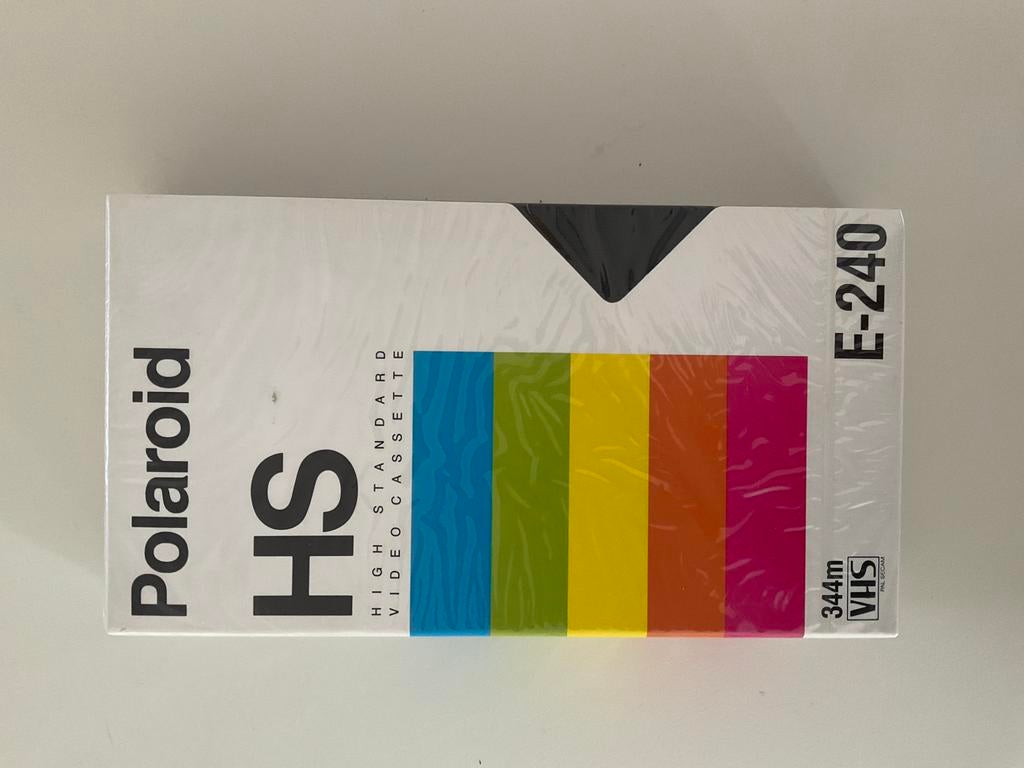 Polaroid
HS
HIGH STANDARD
VIDEO CASSETTE
344m
VHS
PAL SECAM
E-240